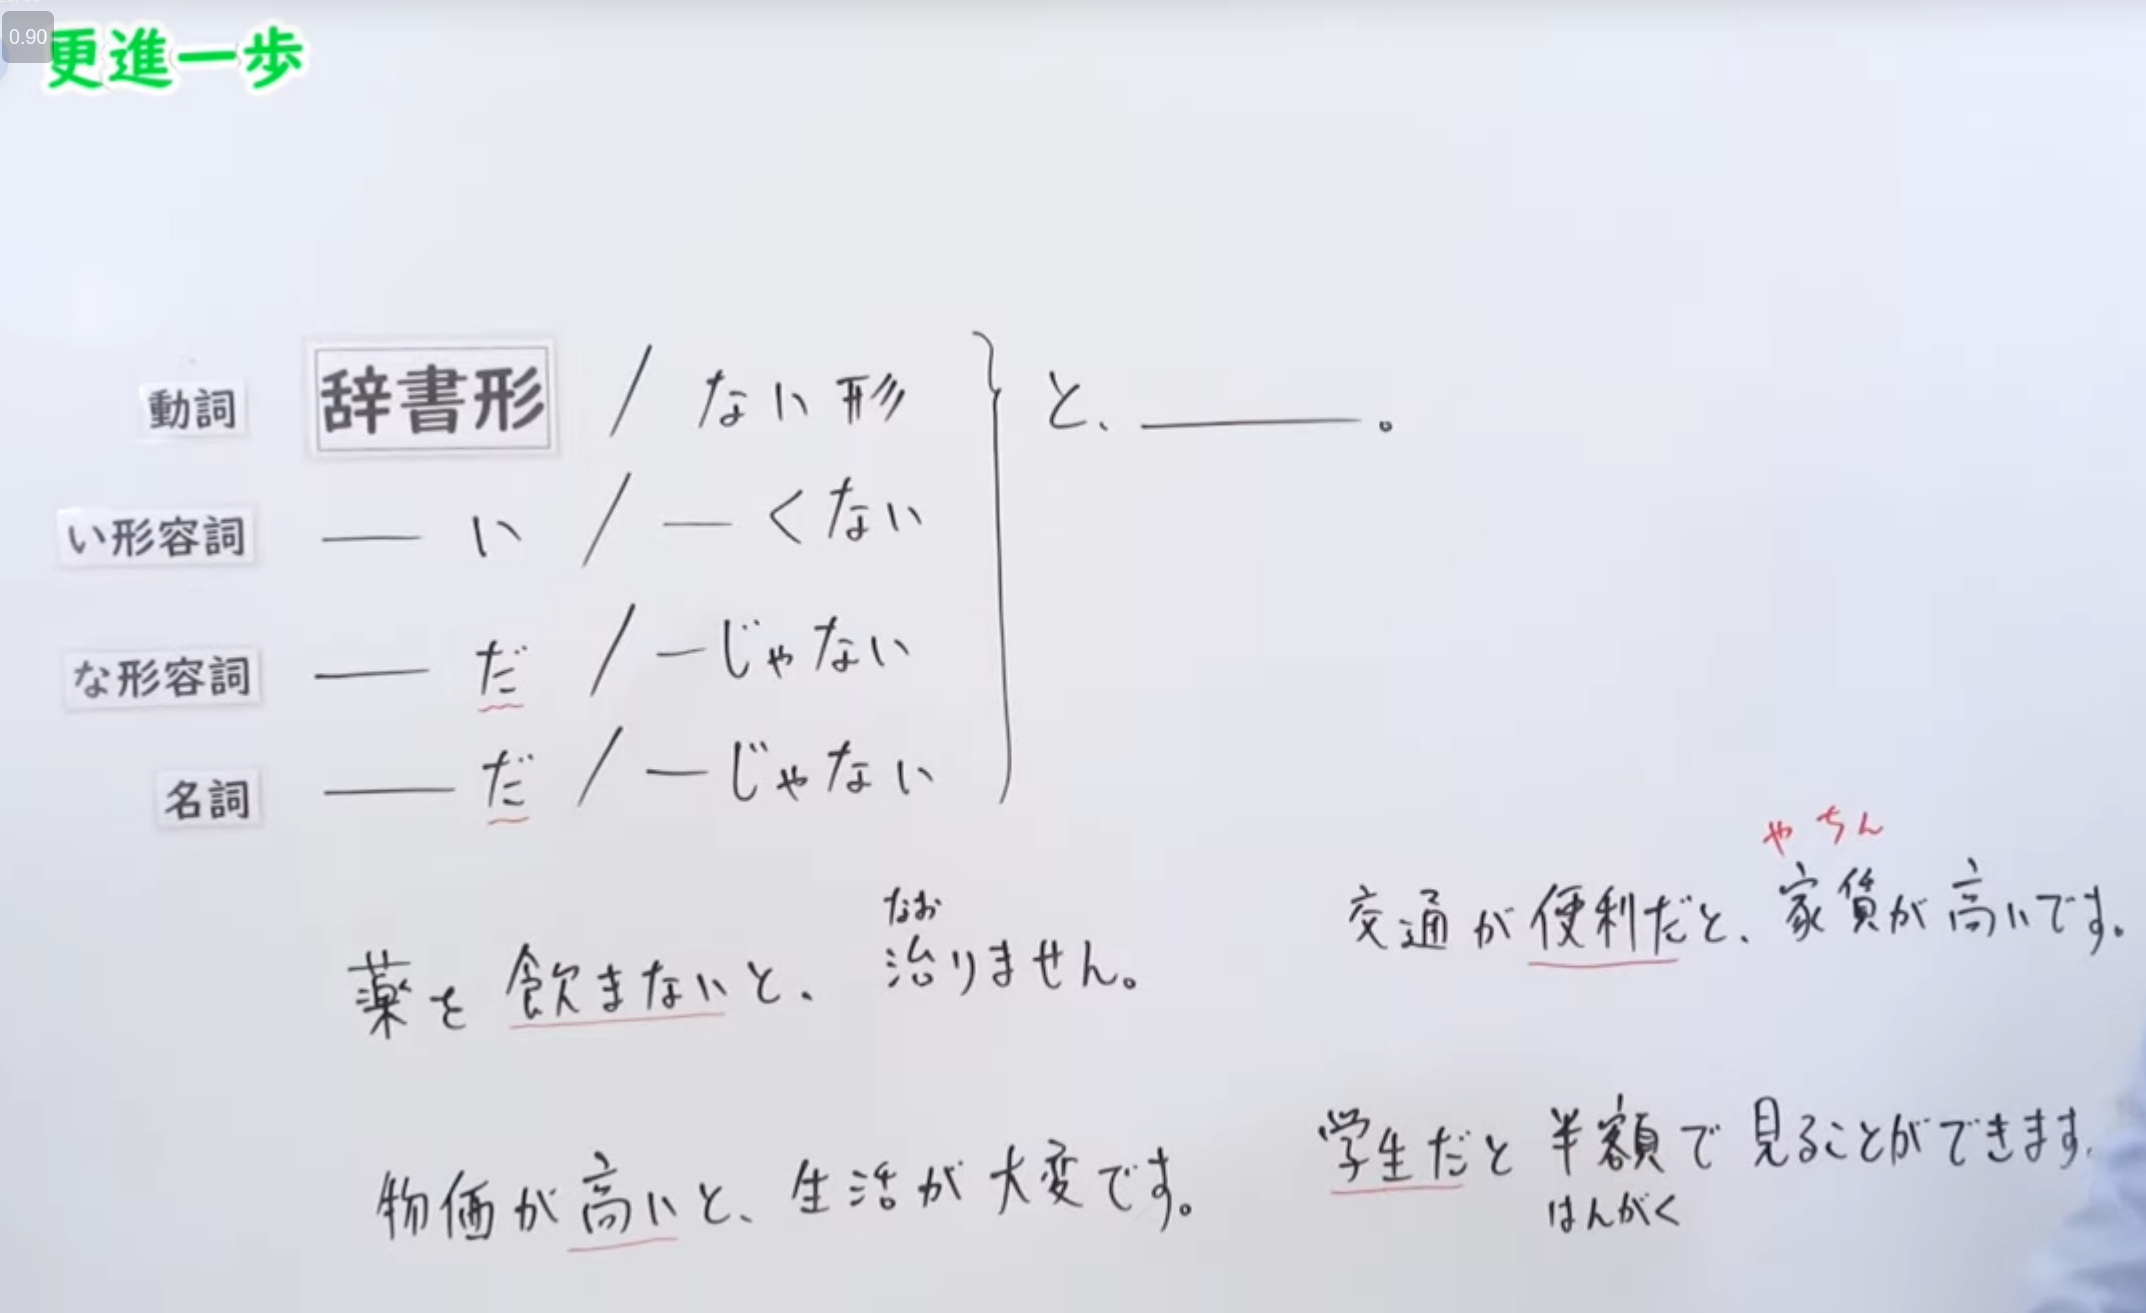 0.90
更進一歩
動詞 辞書形 / ない形 } と、______。
い形容詞 ― い / ― くない
な形容詞 ― だ / ― じゃない
名詞 ― だ / ― じゃない
なお
薬を飲まないと、治りません。
物価が高いと、生活が大変です。
やちん
交通が便利だと、家賃が高いです。
学生だと半額で見ることができます。
はんがく